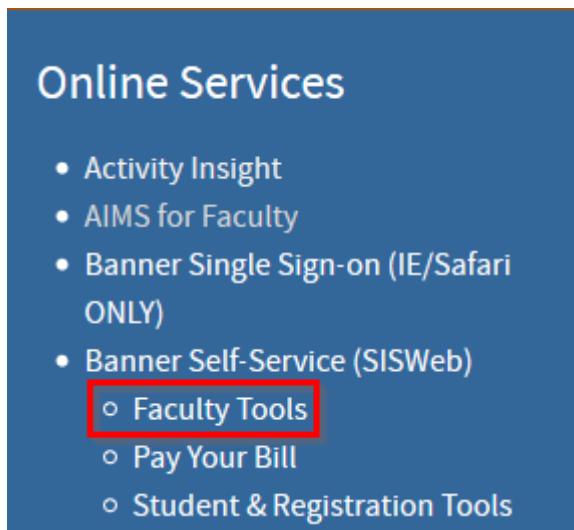 Online Services
Activity Insight
AIMS for Faculty
Banner Single Sign-on (IE/Safari
ONLY)
Banner Self-Service (SISWeb)
Faculty Tools
Pay Your Bill
Student & Registration Tools